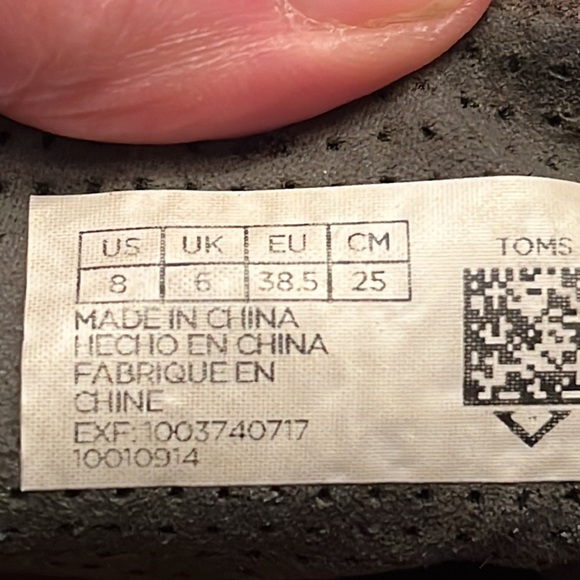 US UK EU CM
8 6 38.5 25
MADE IN CHINA
HECHO EN CHINA
FABRIQUE EN
CHINE
EXF: 1003740717
10010914
TOMS